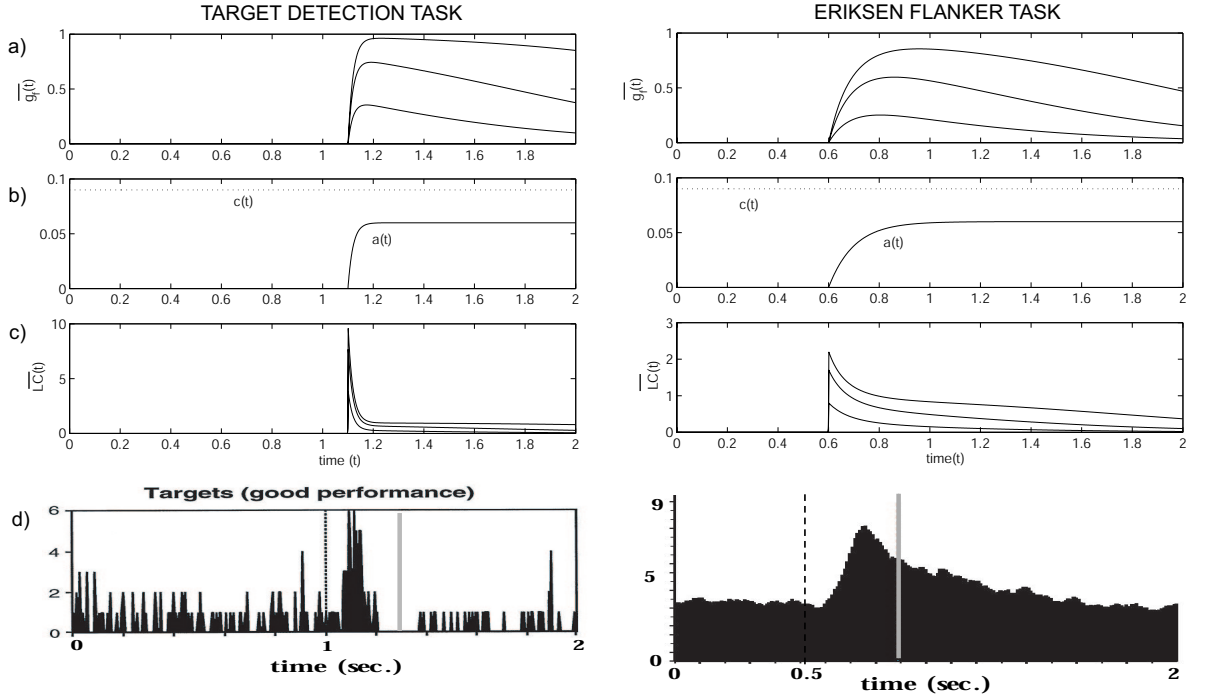 TARGET DETECTION TASK
ERIKSEN FLANKER TASK
a)
g_f(t)
1
0.5
0
0 0.2 0.4 0.6 0.8 1 1.2 1.4 1.6 1.8 2
g_f(t)
1
0.5
0
0 0.2 0.4 0.6 0.8 1 1.2 1.4 1.6 1.8
b)
0.1
0.05
0
c(t)
a(t)
0 0.2 0.4 0.6 0.8 1 1.2 1.4 1.6 1.8 2
0.1
0.05
0
c(t)
a(t)
0 0.2 0.4 0.6 0.8 1 1.2 1.4 1.6 1.8 2
c)
LC(t)
10
5
0
0 0.2 0.4 0.6 0.8 1 1.2 1.4 1.6 1.8 2
time (t)
LC(t)
3
2
1
0
0 0.2 0.4 0.6 0.8 1 1.2 1.4 1.6 1.8 2
time(t)
d)
Targets (good performance)
6
4
2
0
0 1 2
time (sec.)
9
5
0
0 0.5 2
time (sec.)